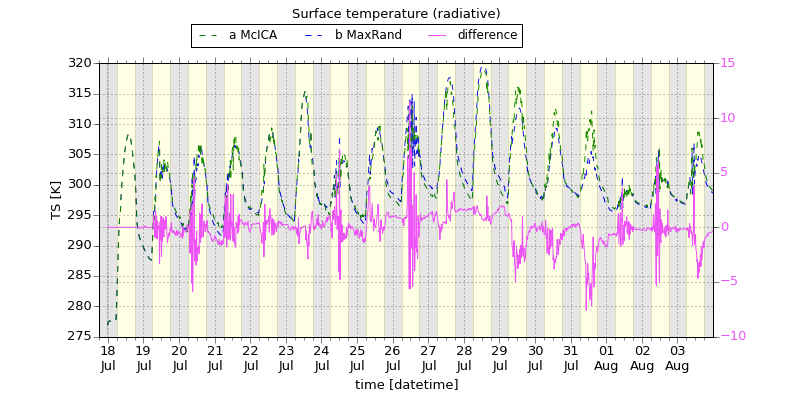 Surface temperature (radiative)
a McICA b MaxRand difference
320 15
315
310 10
305 5
300
295 0
290
285 −5
280
275 −10
TS [K]
18 19 20 21 22 23 24 25 26 27 28 29 30 31 01 02 03
Jul Jul Jul Jul Jul Jul Jul Jul Jul Jul Jul Jul Jul Jul Aug Aug Aug
time [datetime]